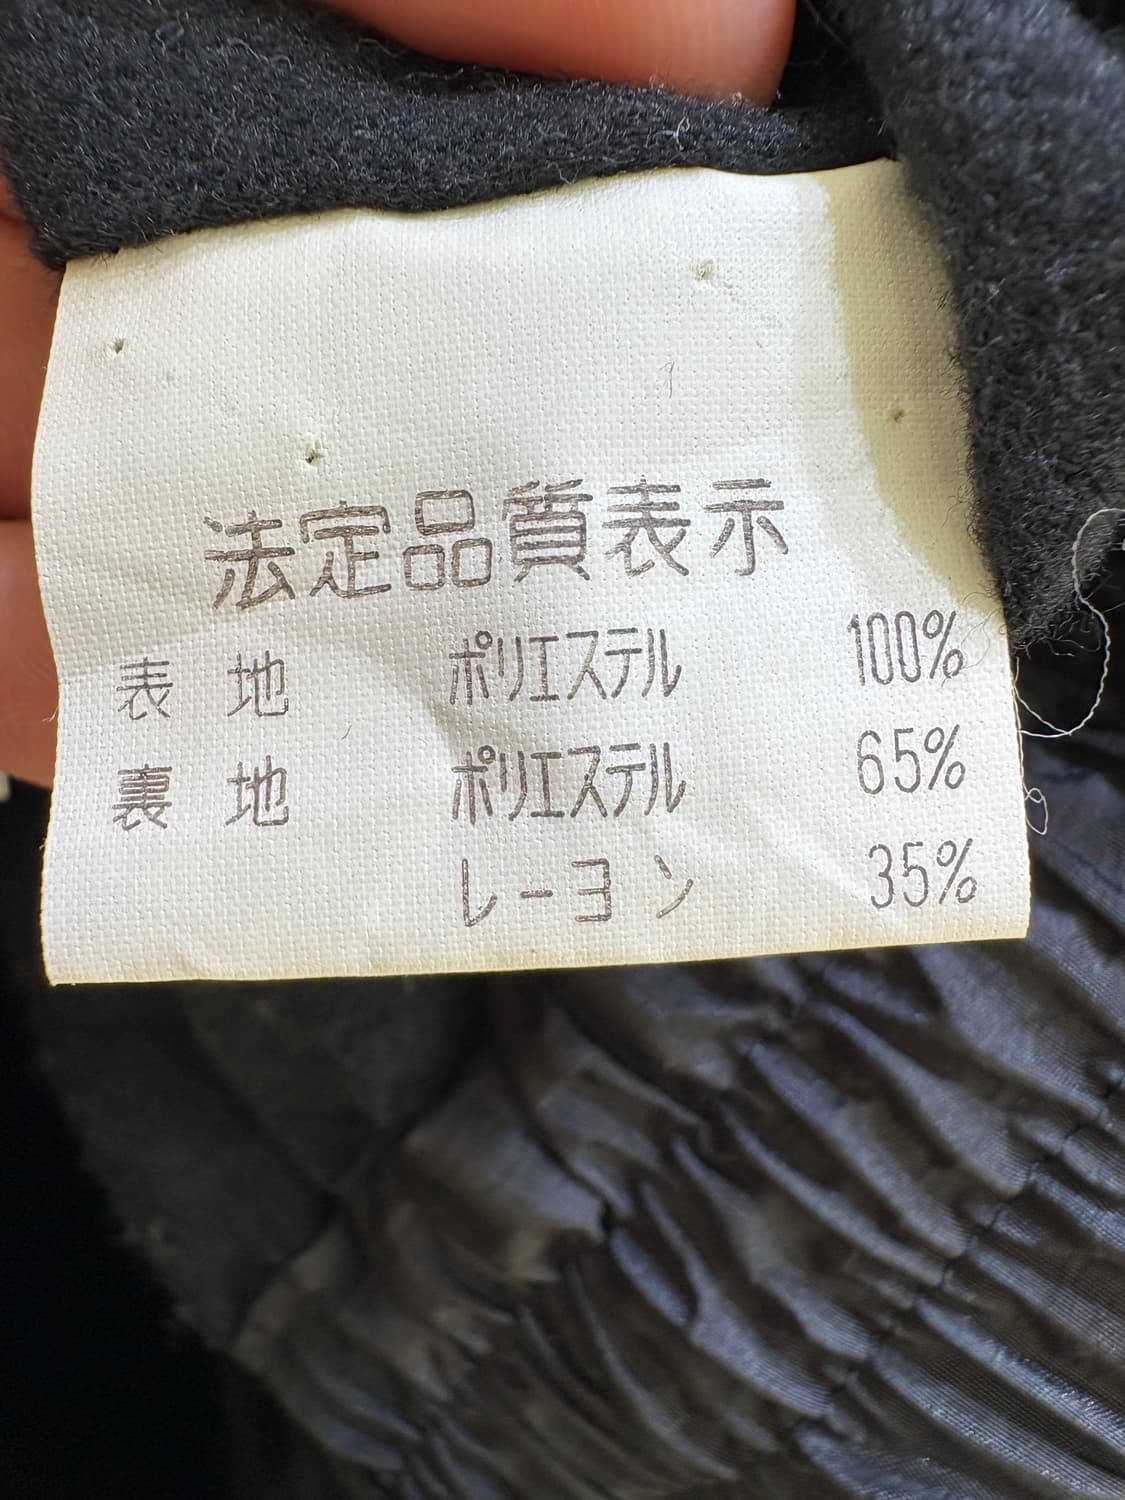 法定品質表示
表 地 ポリエステル 100%
裏 地 ポリエステル 65%
レーヨン 35%